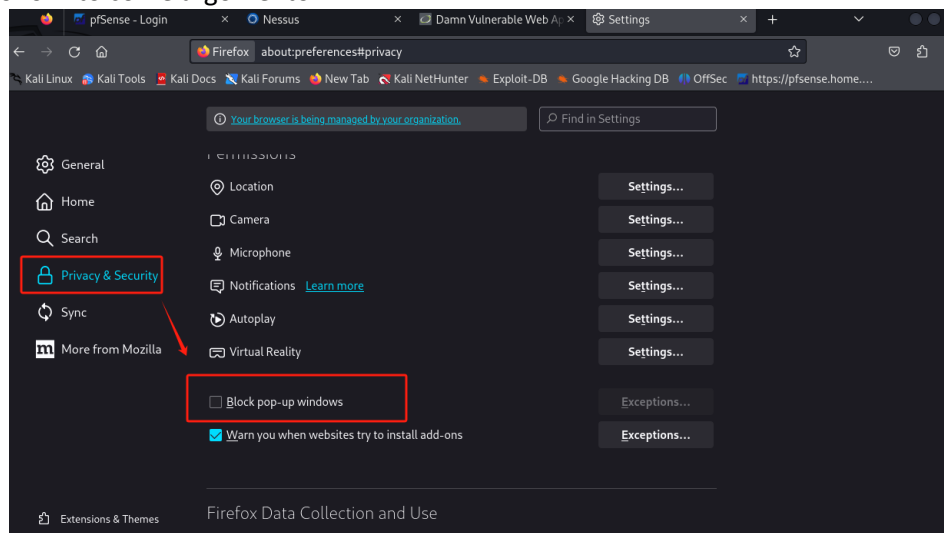 pfSense - Login
Nessus
Damn Vulnerable Web Ap
Settings
Firefox about:preferences#privacy
Kali Linux Kali Tools Kali Docs Kali Forums New Tab Kali NetHunter Exploit-DB Google Hacking DB OffSec https://pfsense.home....
Your browser is being managed by your organization.
Find in Settings
General
Home
Search
Privacy & Security
Sync
More from Mozilla
Extensions & Themes
Permissions
Location Settings...
Camera Settings...
Microphone Settings...
Notifications Learn more Settings...
Autoplay Settings...
Virtual Reality Settings...
Block pop-up windows Exceptions...
Warn you when websites try to install add-ons Exceptions...
Firefox Data Collection and Use